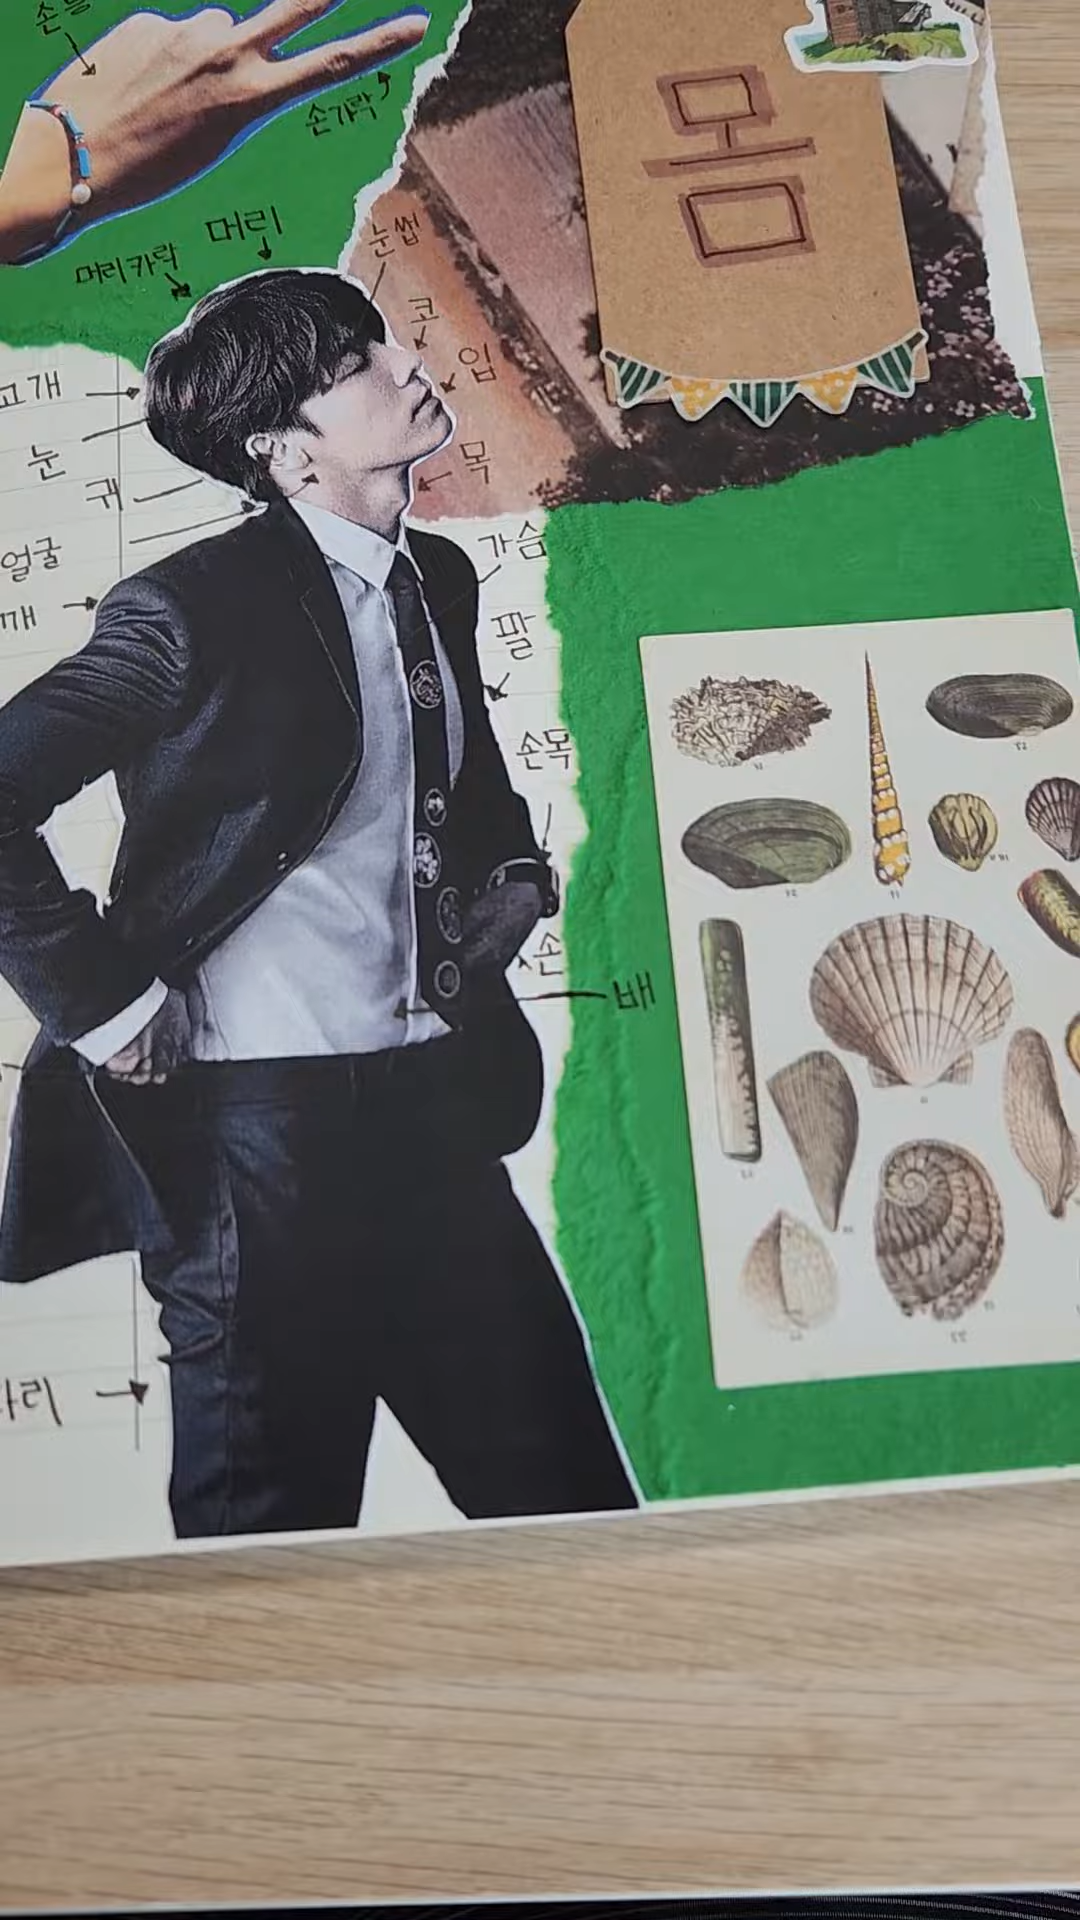 손등
손가락
몸
머리
머리카락
눈썹
코
입
고개
눈
귀
목
얼굴
가슴
깨
팔
손목
손
배
다리